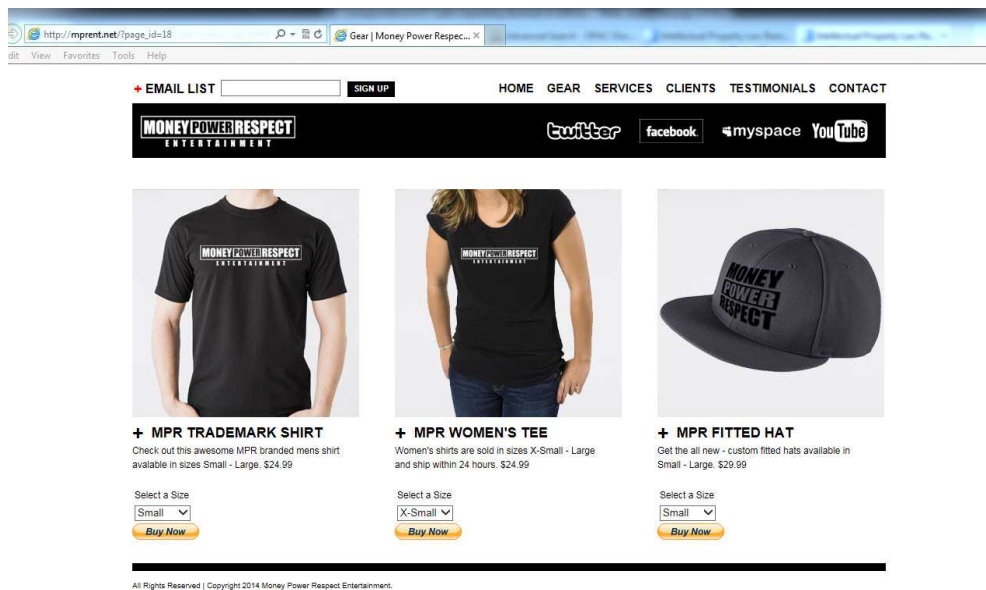 http://mprent.net/?page_id=18
Gear | Money Power Respec...
dit View Favorites Tools Help
+ EMAIL LIST SIGN UP HOME GEAR SERVICES CLIENTS TESTIMONIALS CONTACT
MONEY POWER RESPECT
ENTERTAINMENT
twitter facebook. myspace YouTube
MONEY POWER RESPECT
ENTERTAINMENT
MONEY POWER RESPECT
ENTERTAINMENT
MONEY
POWER
RESPECT
+ MPR TRADEMARK SHIRT
Check out this awesome MPR branded mens shirt
avalable in sizes Small - Large. $24.99
Select a Size
Small
Buy Now
+ MPR WOMEN'S TEE
Women's shirts are sold in sizes X-Small - Large
and ship within 24 hours. $24.99
Select a Size
X-Small
Buy Now
+ MPR FITTED HAT
Get the all new - custom fitted hats available in
Small - Large. $29.99
Select a Size
Small
Buy Now
All Rights Reserved | Copyright 2014 Money Power Respect Entertainment.